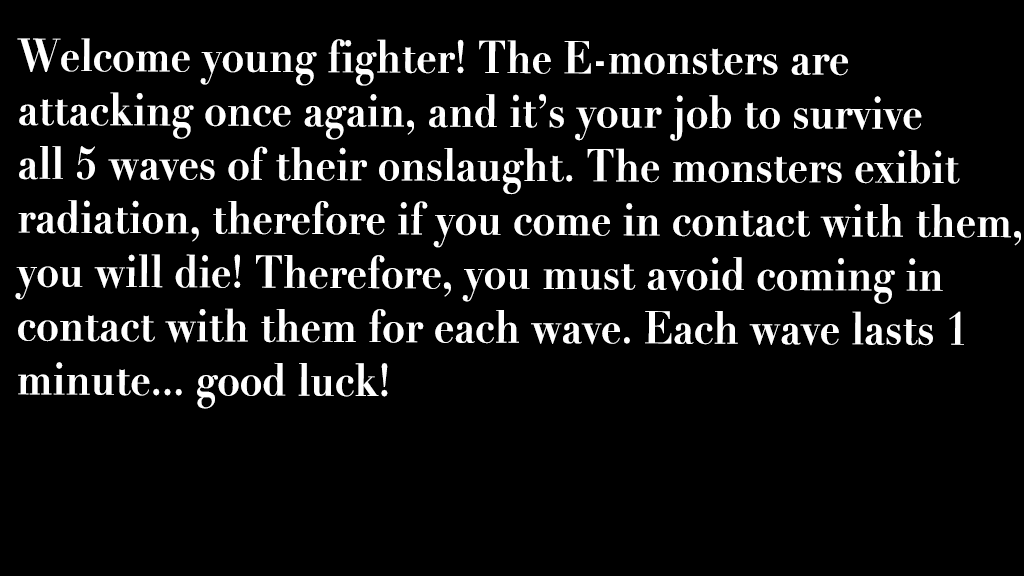 Welcome young fighter! The E-monsters are
attacking once again, and it’s your job to survive
all 5 waves of their onslaught. The monsters exibit
radiation, therefore if you come in contact with them,
you will die! Therefore, you must avoid coming in
contact with them for each wave. Each wave lasts 1
minute... good luck!